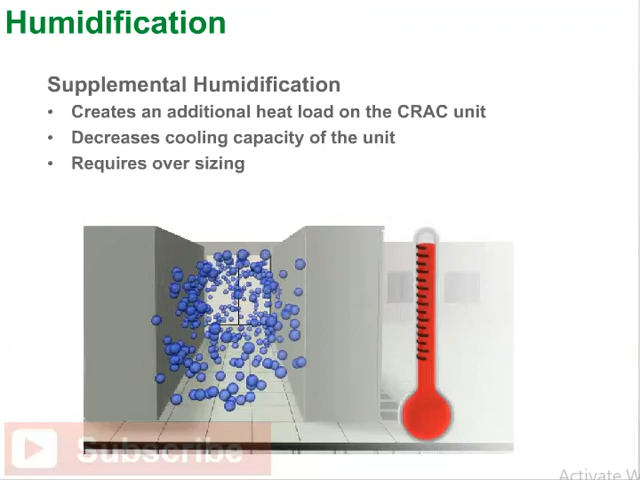 Humidification
Supplemental Humidification
• Creates an additional heat load on the CRAC unit
• Decreases cooling capacity of the unit
• Requires over sizing
Subscribe
Activate W